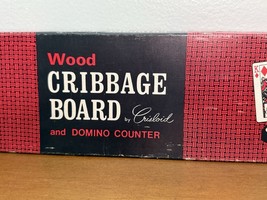 Wood
CRIBBAGE
BOARD by Crisloid
and DOMINO COUNTER
K